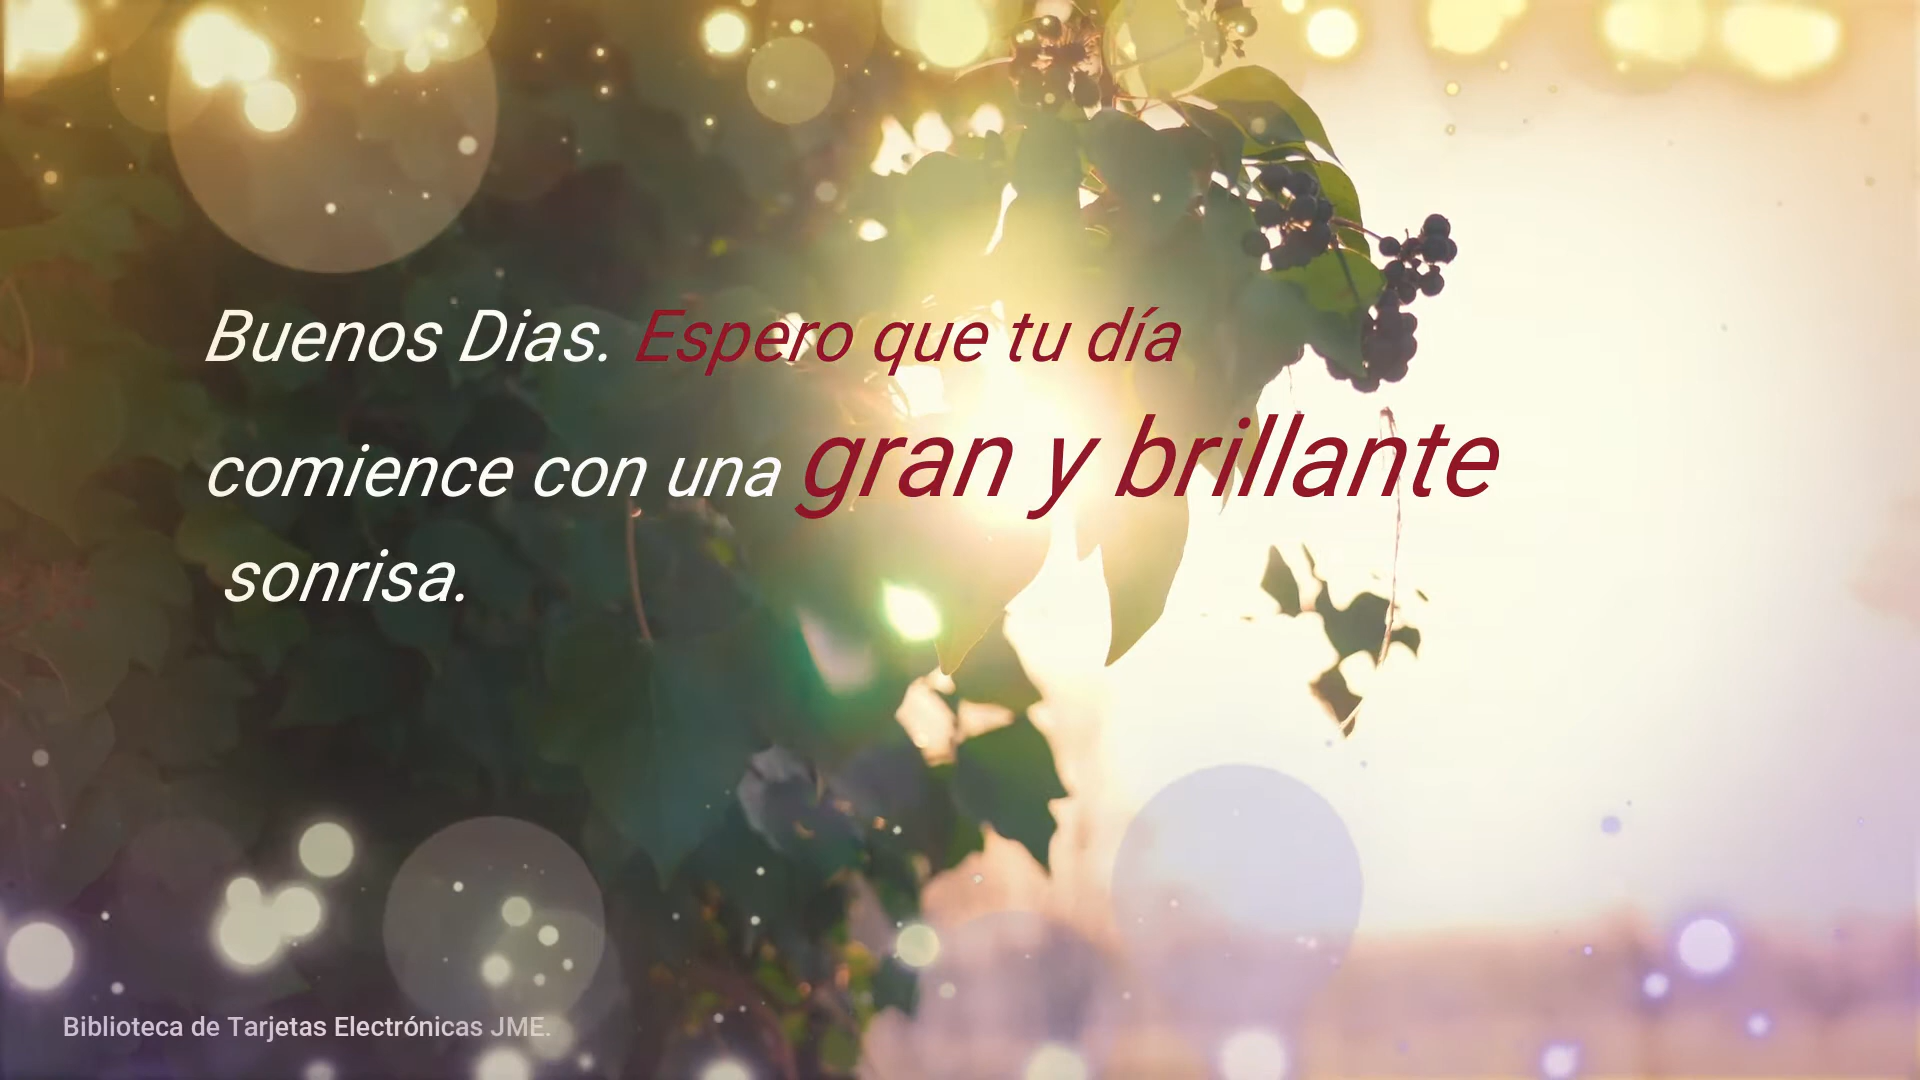 Buenos Dias. Espero que tu día
comience con una gran y brillante
sonrisa.
Biblioteca de Tarjetas Electrónicas JME.